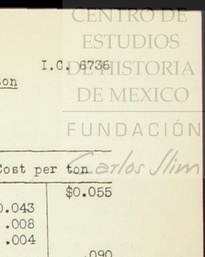 CENTRO DE
ESTUDIOS
I.C. 6736
DE HISTORIA
DE MEXICO
FUNDACIÓN
Carlos Slim
Cost per ton
$0.055
0.043
.008
.004
.090